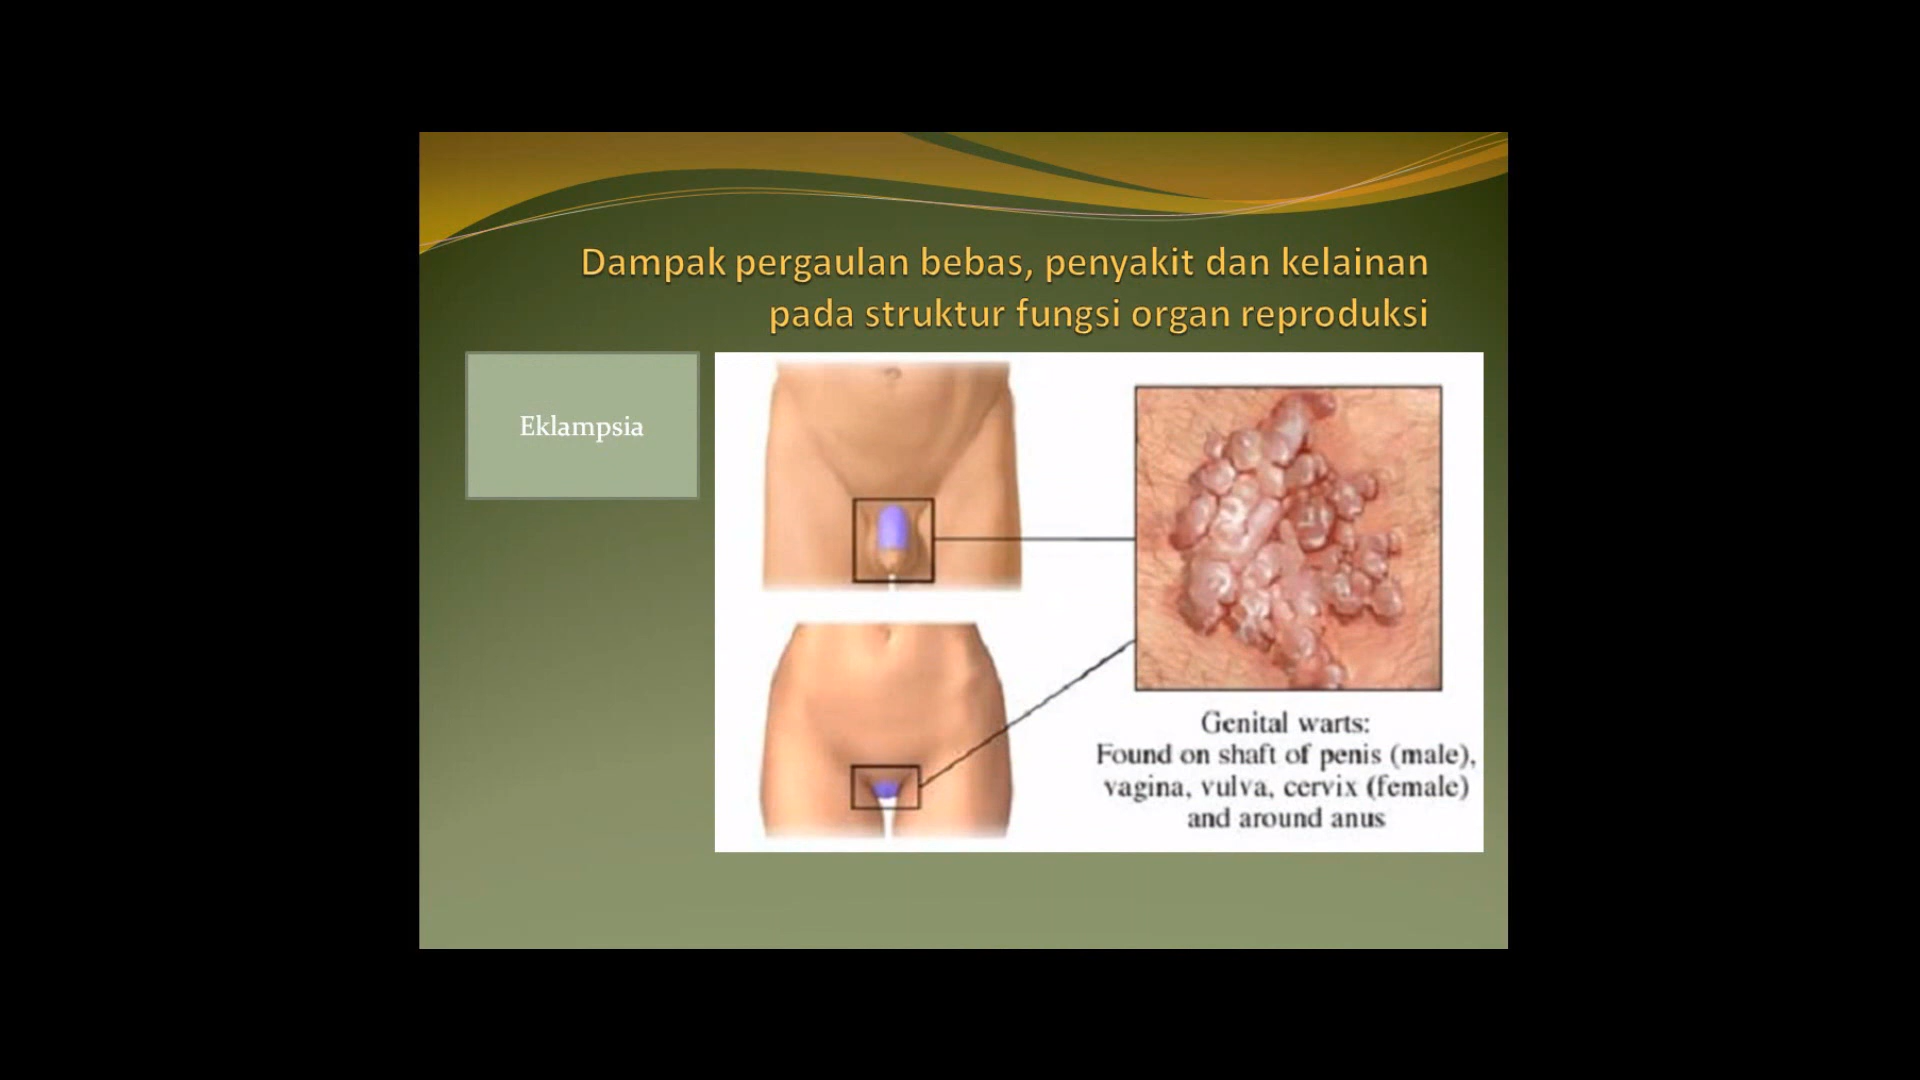 Dampak pergaulan bebas, penyakit dan kelainan
pada struktur fungsi organ reproduksi
Eklampsia
Genital warts:
Found on shaft of penis (male),
vagina, vulva, cervix (female)
and around anus